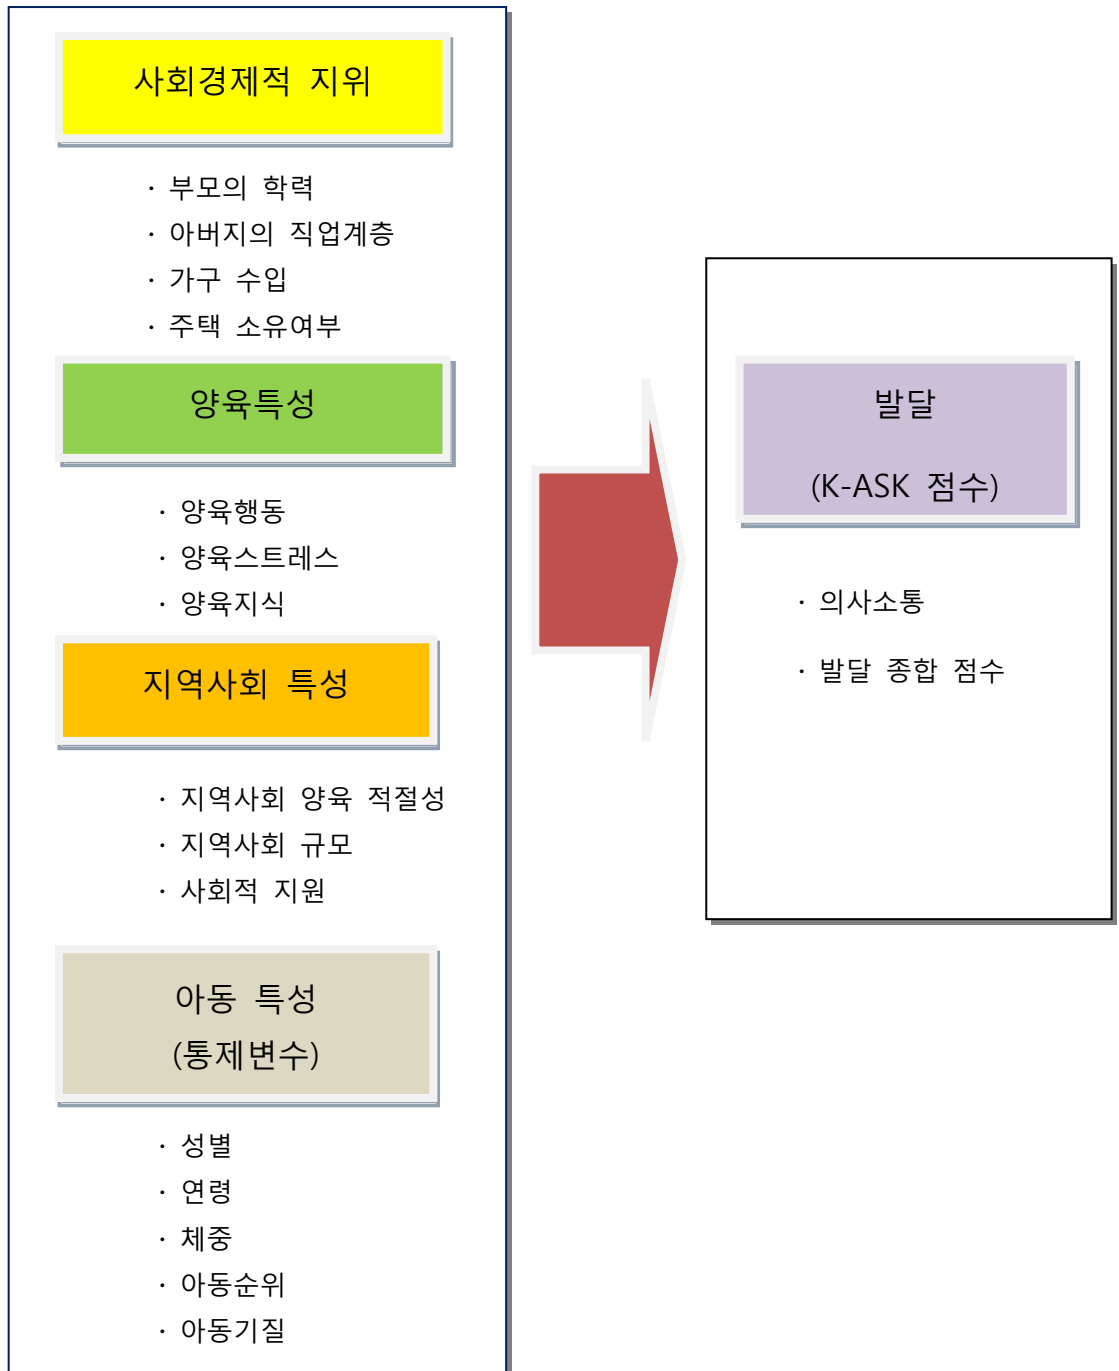 사회경제적 지위
· 부모의 학력
· 아버지의 직업계층
· 가구 수입
· 주택 소유여부
양육특성
· 양육행동
· 양육스트레스
· 양육지식
지역사회 특성
· 지역사회 양육 적절성
· 지역사회 규모
· 사회적 지원
아동 특성
(통제변수)
· 성별
· 연령
· 체중
· 아동순위
· 아동기질
발달
(K-ASK 점수)
· 의사소통
· 발달 종합 점수